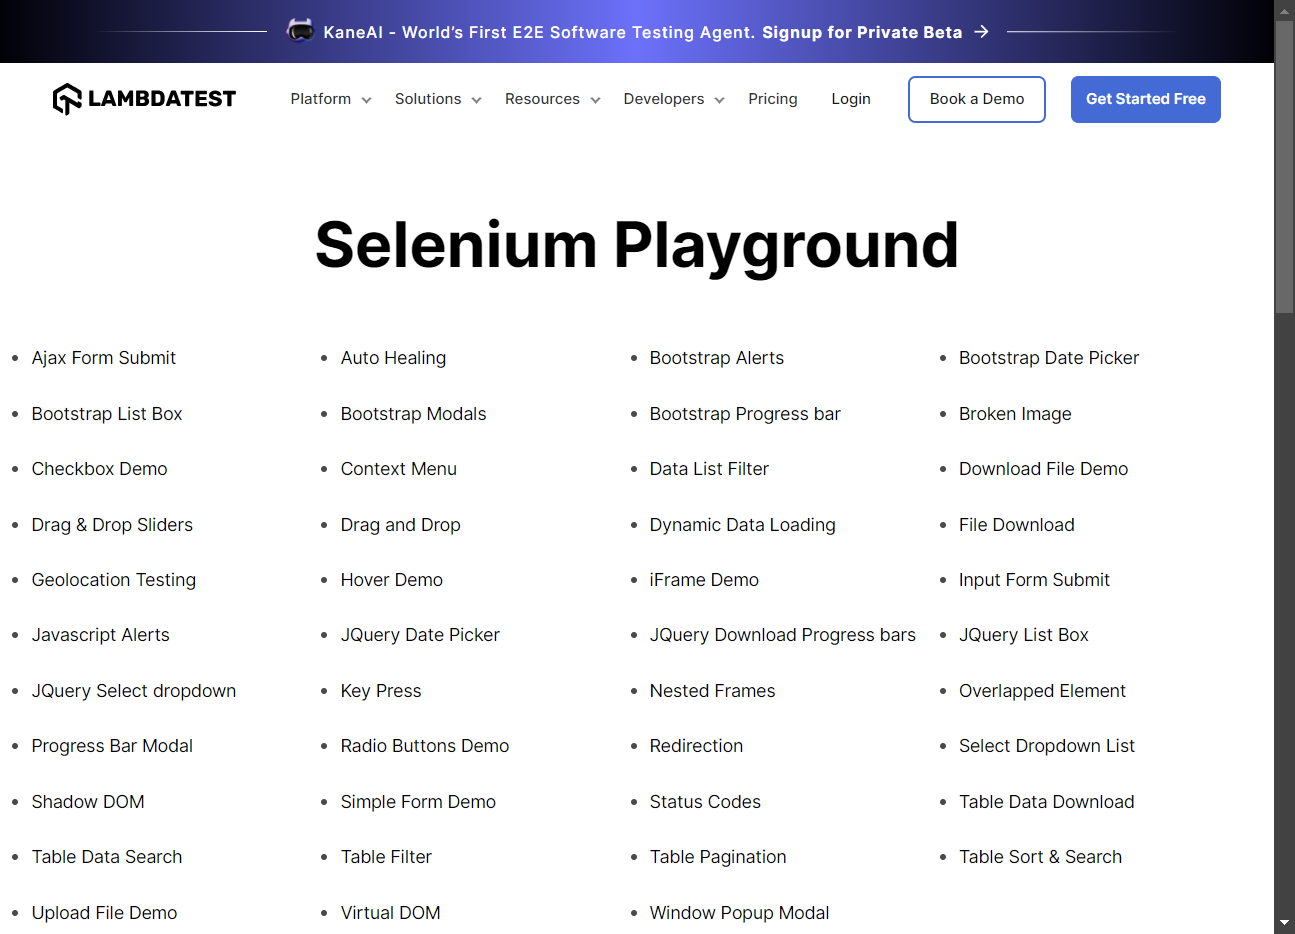 KaneAI - World's First E2E Software Testing Agent. Signup for Private Beta →
LAMBDATEST Platform Solutions Resources Developers Pricing Login Book a Demo Get Started Free
Selenium Playground
• Ajax Form Submit • Auto Healing • Bootstrap Alerts • Bootstrap Date Picker
• Bootstrap List Box • Bootstrap Modals • Bootstrap Progress bar • Broken Image
• Checkbox Demo • Context Menu • Data List Filter • Download File Demo
• Drag & Drop Sliders • Drag and Drop • Dynamic Data Loading • File Download
• Geolocation Testing • Hover Demo • iFrame Demo • Input Form Submit
• Javascript Alerts • JQuery Date Picker • JQuery Download Progress bars • JQuery List Box
• JQuery Select dropdown • Key Press • Nested Frames • Overlapped Element
• Progress Bar Modal • Radio Buttons Demo • Redirection • Select Dropdown List
• Shadow DOM • Simple Form Demo • Status Codes • Table Data Download
• Table Data Search • Table Filter • Table Pagination • Table Sort & Search
• Upload File Demo • Virtual DOM • Window Popup Modal